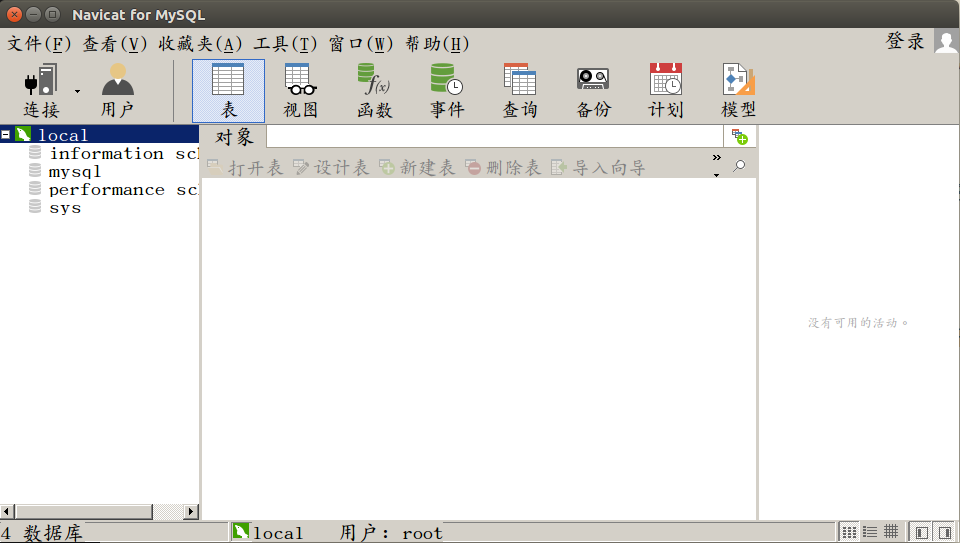 Navicat for MySQL
文件(F) 查看(V) 收藏夹(A) 工具(T) 窗口(W) 帮助(H) 登录
连接 用户 表 视图 函数 f(x) 事件 查询 备份 计划 模型
local
information sch
mysql
performance sc
sys
对象
打开表 设计表 新建表 删除表 导入向导
没有可用的活动。
4 数据库 local 用户: root